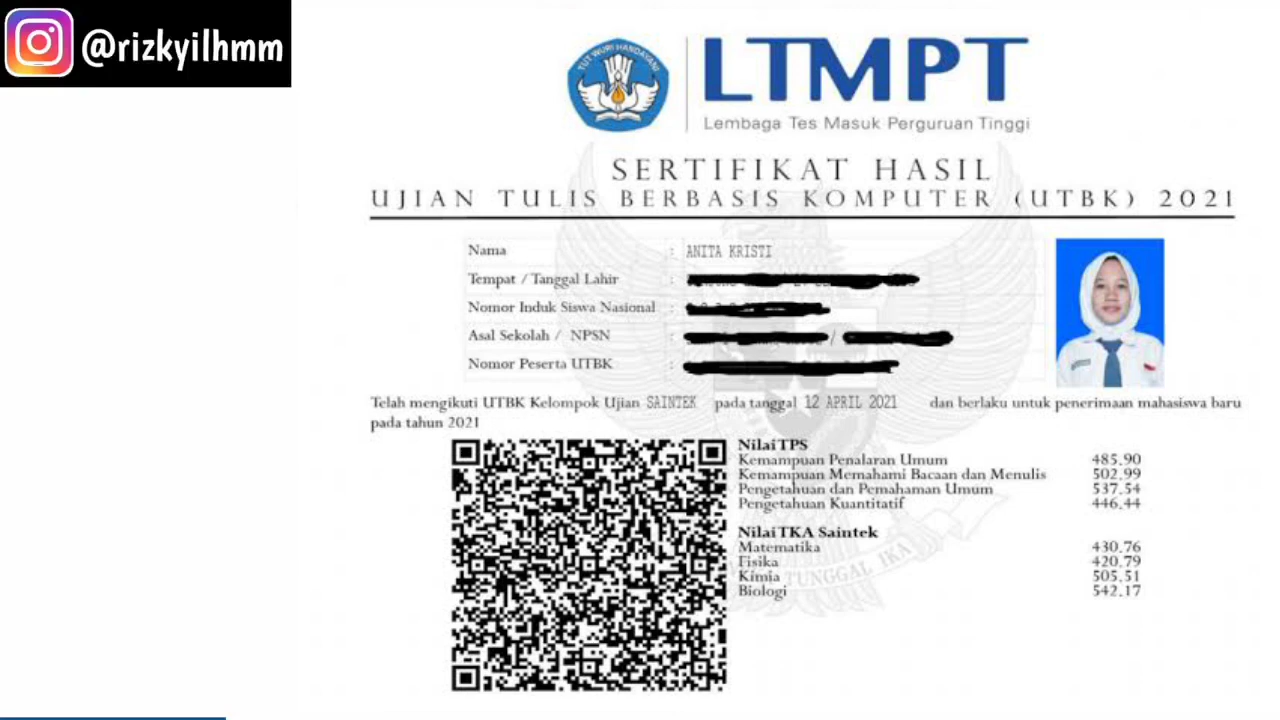 @rizkyilhmm
TUT WURI HANDAYANI
LTMPT
Lembaga Tes Masuk Perguruan Tinggi
SERTIFIKAT HASIL
UJIAN TULIS BERBASIS KOMPUTER (UTBK) 2021
Nama : ANITA KRISTI
Tempat / Tanggal Lahir :
Nomor Induk Siswa Nasional :
Asal Sekolah / NPSN : /
Nomor Peserta UTBK :
Telah mengikuti UTBK Kelompok Ujian SAINTEK pada tanggal 12 APRIL 2021 dan berlaku untuk penerimaan mahasiswa baru
pada tahun 2021
Nilai TPS
Kemampuan Penalaran Umum 485.90
Kemampuan Memahami Bacaan dan Menulis 502.99
Pengetahuan dan Pemahaman Umum 537.54
Pengetahuan Kuantitatif 446.44
Nilai TKA Saintek
Matematika 430.76
Fisika 420.79
Kimia 505.51
Biologi 542.17
TUNGGAL IKA